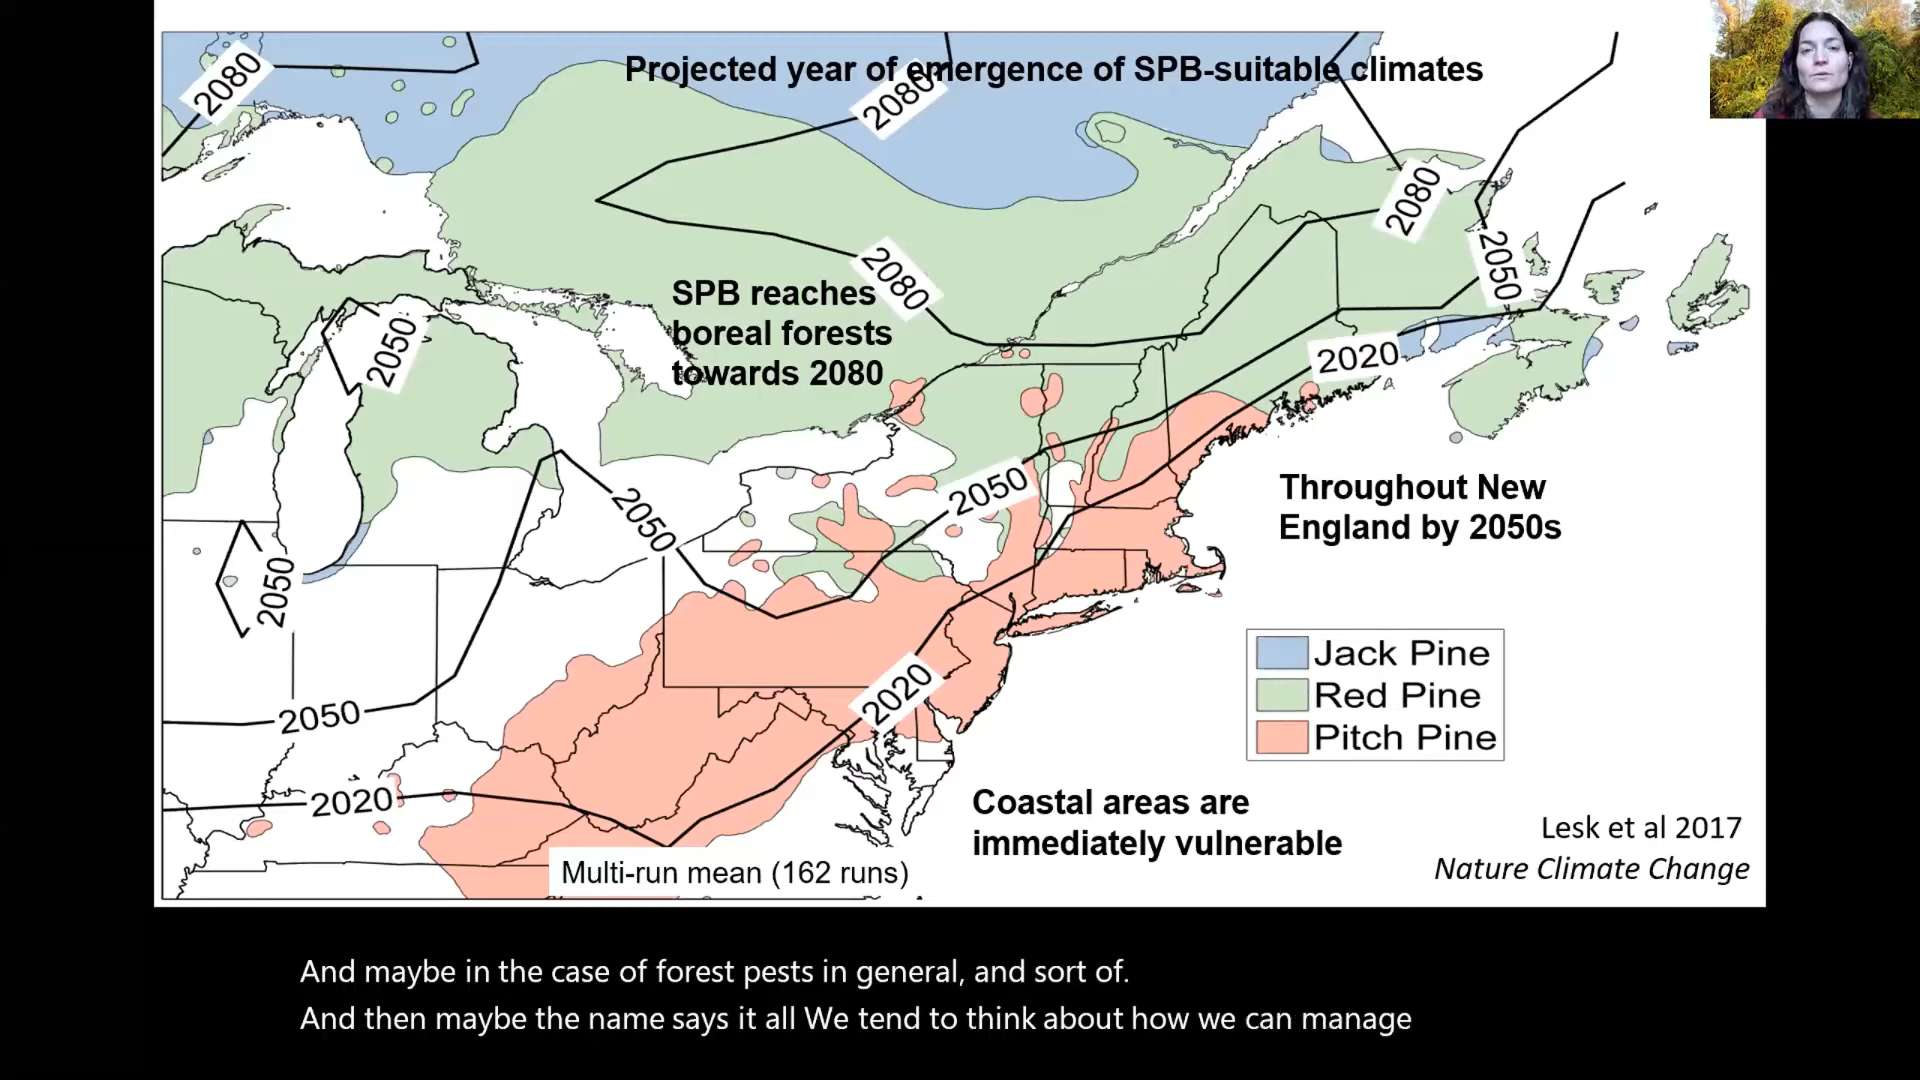 Projected year of emergence of SPB-suitable climates
2080
2080
2080
2080
2050
SPB reaches
boreal forests
towards 2080
2050
2020
2050
2050
Throughout New
England by 2050s
2050
2050
2020
2020
Jack Pine
Red Pine
Pitch Pine
Coastal areas are
immediately vulnerable
Multi-run mean (162 runs)
Lesk et al 2017
Nature Climate Change
And maybe in the case of forest pests in general, and sort of.
And then maybe the name says it all We tend to think about how we can manage